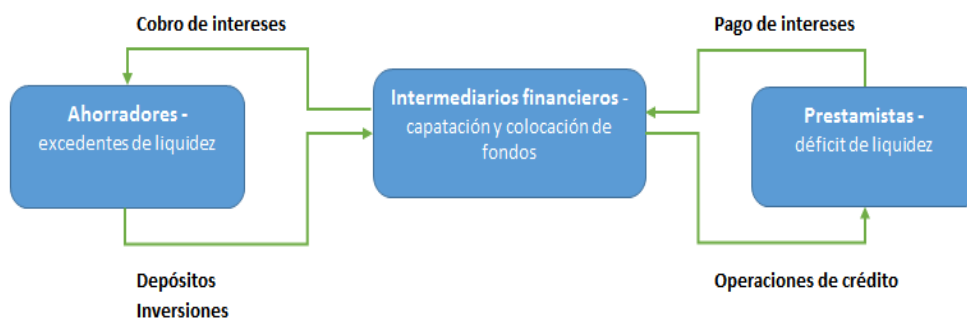 Cobro de intereses
Pago de intereses
Ahorradores -
excedentes de liquidez
Intermediarios financieros -
capatación y colocación de
fondos
Prestamistas -
déficit de liquidez
Depósitos
Inversiones
Operaciones de crédito